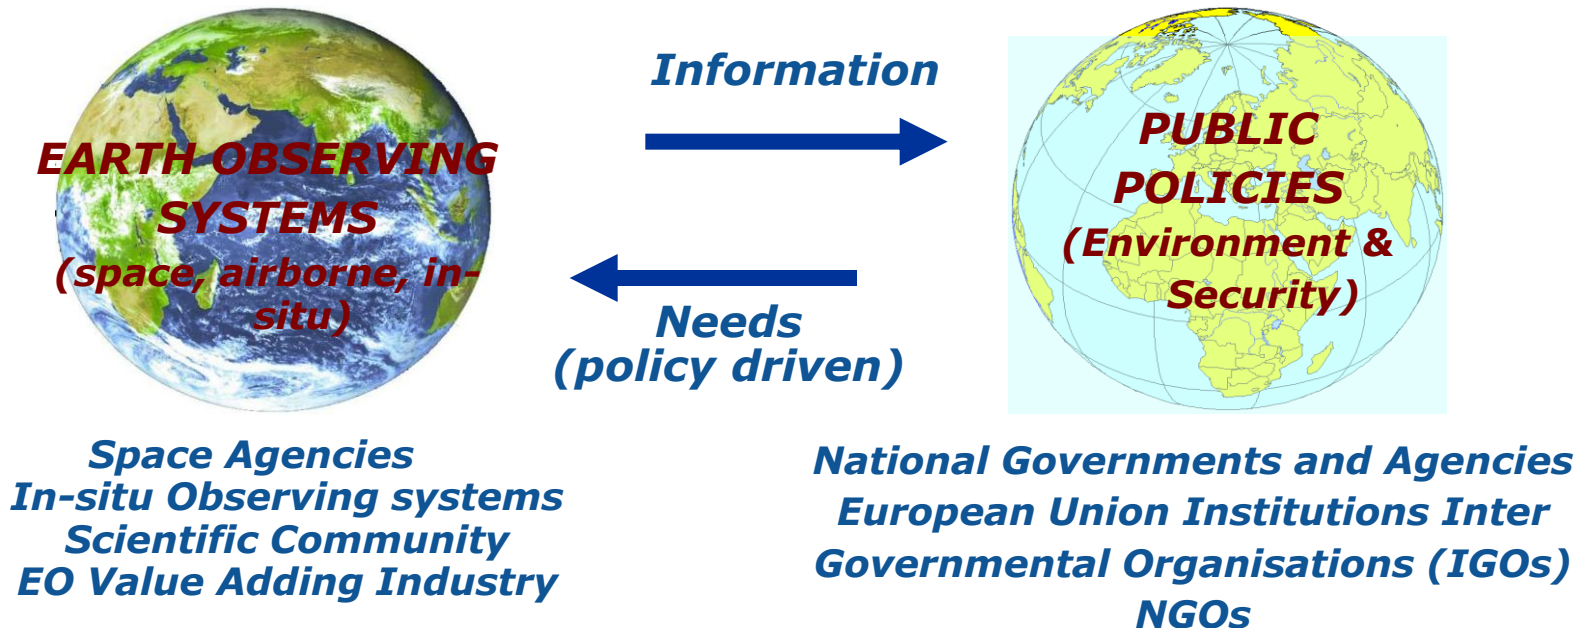 EARTH OBSERVING
SYSTEMS
(space, airborne, in-
situ)
Information
Needs
(policy driven)
PUBLIC
POLICIES
(Environment &
Security)
Space Agencies
In-situ Observing systems
Scientific Community
EO Value Adding Industry
National Governments and Agencies
European Union Institutions Inter
Governmental Organisations (IGOs)
NGOs